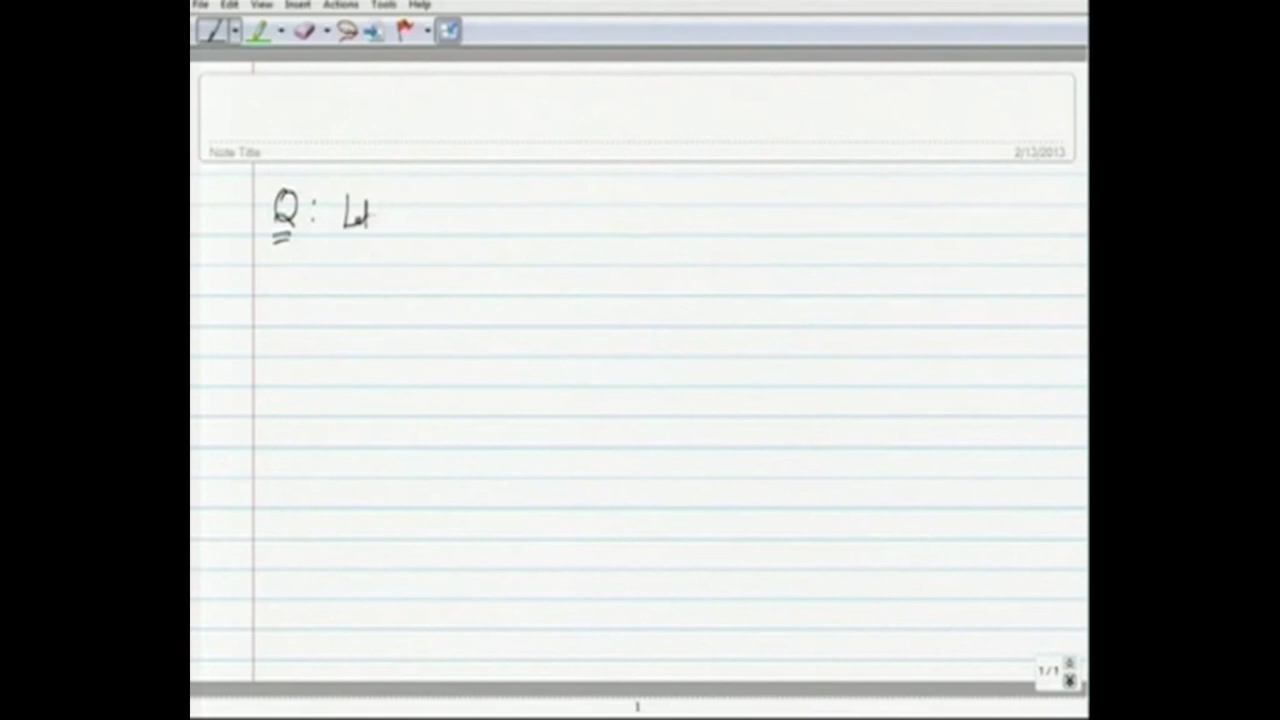 File Edit View Insert Actions Tools Help
Note Title
2/13/2013
Q: Let
1/1
1